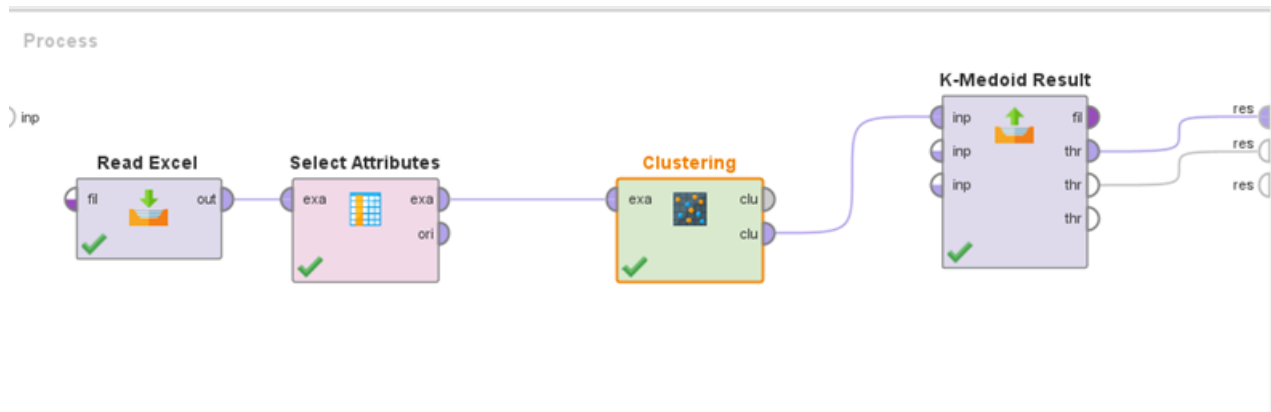 Process
inp
Read Excel
fil
out
Select Attributes
exa
exa
ori
Clustering
exa
clu
clu
K-Medoid Result
inp
fil
inp
thr
inp
thr
thr
res
res
res